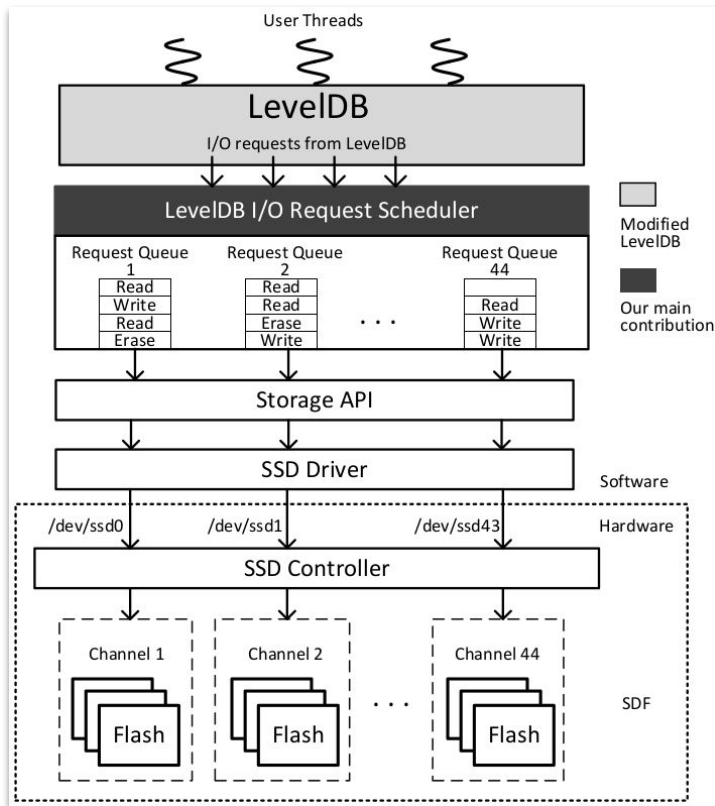 User Threads
LevelDB
I/O requests from LevelDB
LevelDB I/O Request Scheduler
Request Queue
1
Read
Write
Read
Erase
Request Queue
2
Read
Read
Erase
Write
. . .
Request Queue
44
Read
Write
Write
Modified
LevelDB
Our main
contribution
Storage API
SSD Driver
Software
/dev/ssd0
/dev/ssd1
/dev/ssd43
Hardware
SSD Controller
Channel 1
Flash
Channel 2
Flash
. . .
Channel 44
Flash
SDF